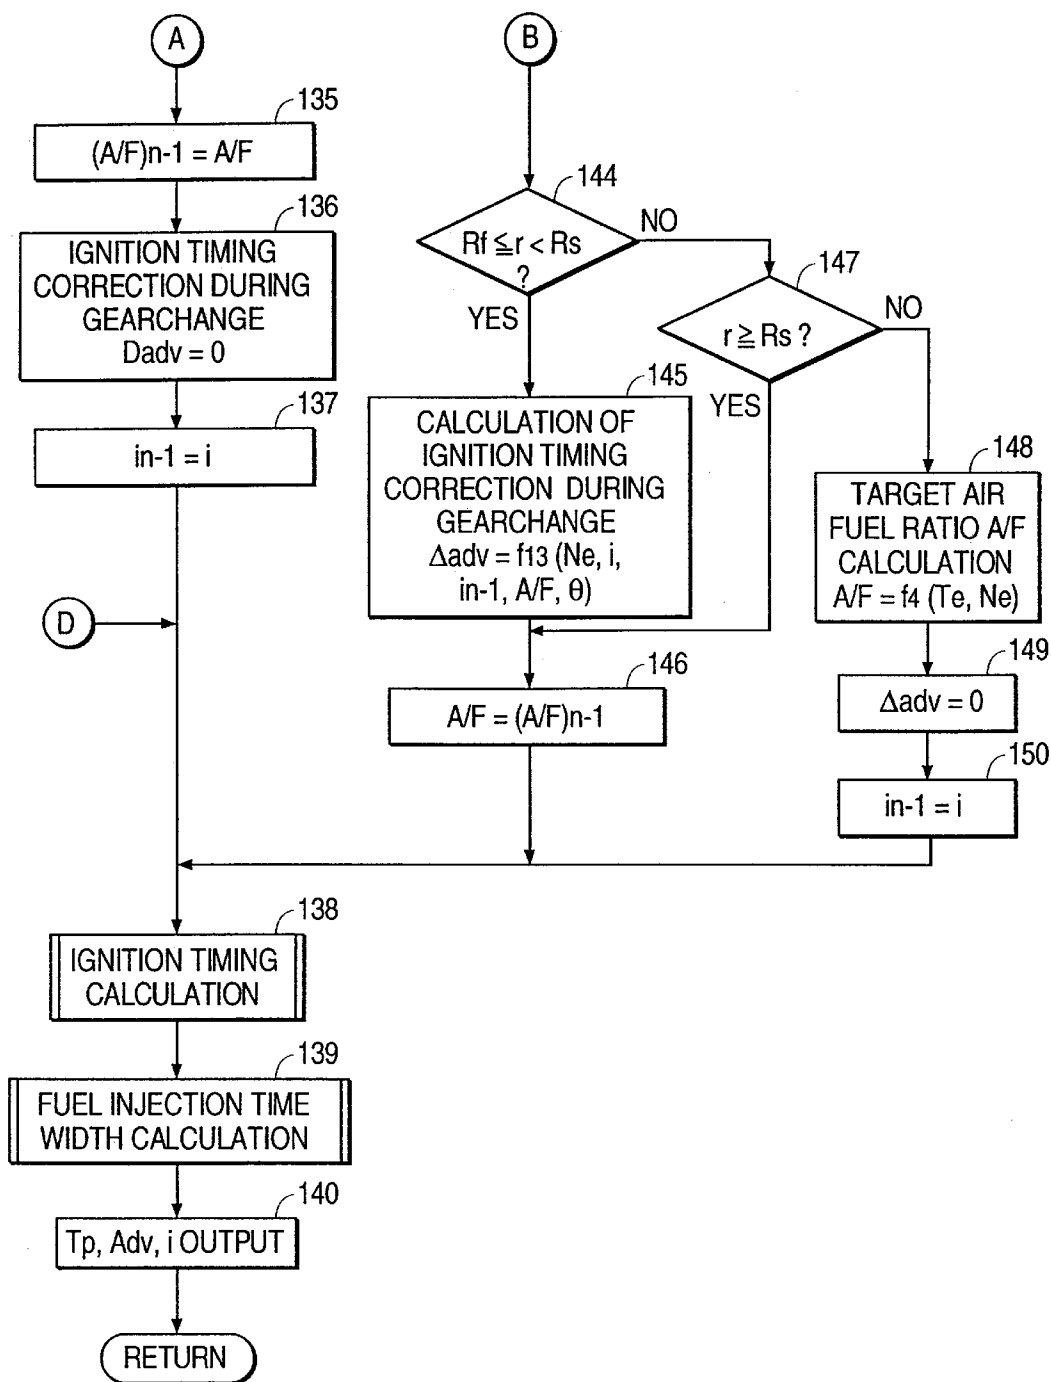 A
135
(A/F)n-1 = A/F
136
IGNITION TIMING
CORRECTION DURING
GEARCHANGE
Dadv = 0
137
in-1 = i
D
B
144
Rf ≦ r < Rs
?
NO
YES
147
r ≧ Rs ?
NO
YES
145
CALCULATION OF
IGNITION TIMING
CORRECTION DURING
GEARCHANGE
Δadv = f13 (Ne, i,
in-1, A/F, θ)
146
A/F = (A/F)n-1
148
TARGET AIR
FUEL RATIO A/F
CALCULATION
A/F = f4 (Te, Ne)
149
Δadv = 0
150
in-1 = i
138
IGNITION TIMING
CALCULATION
139
FUEL INJECTION TIME
WIDTH CALCULATION
140
Tp, Adv, i OUTPUT
RETURN